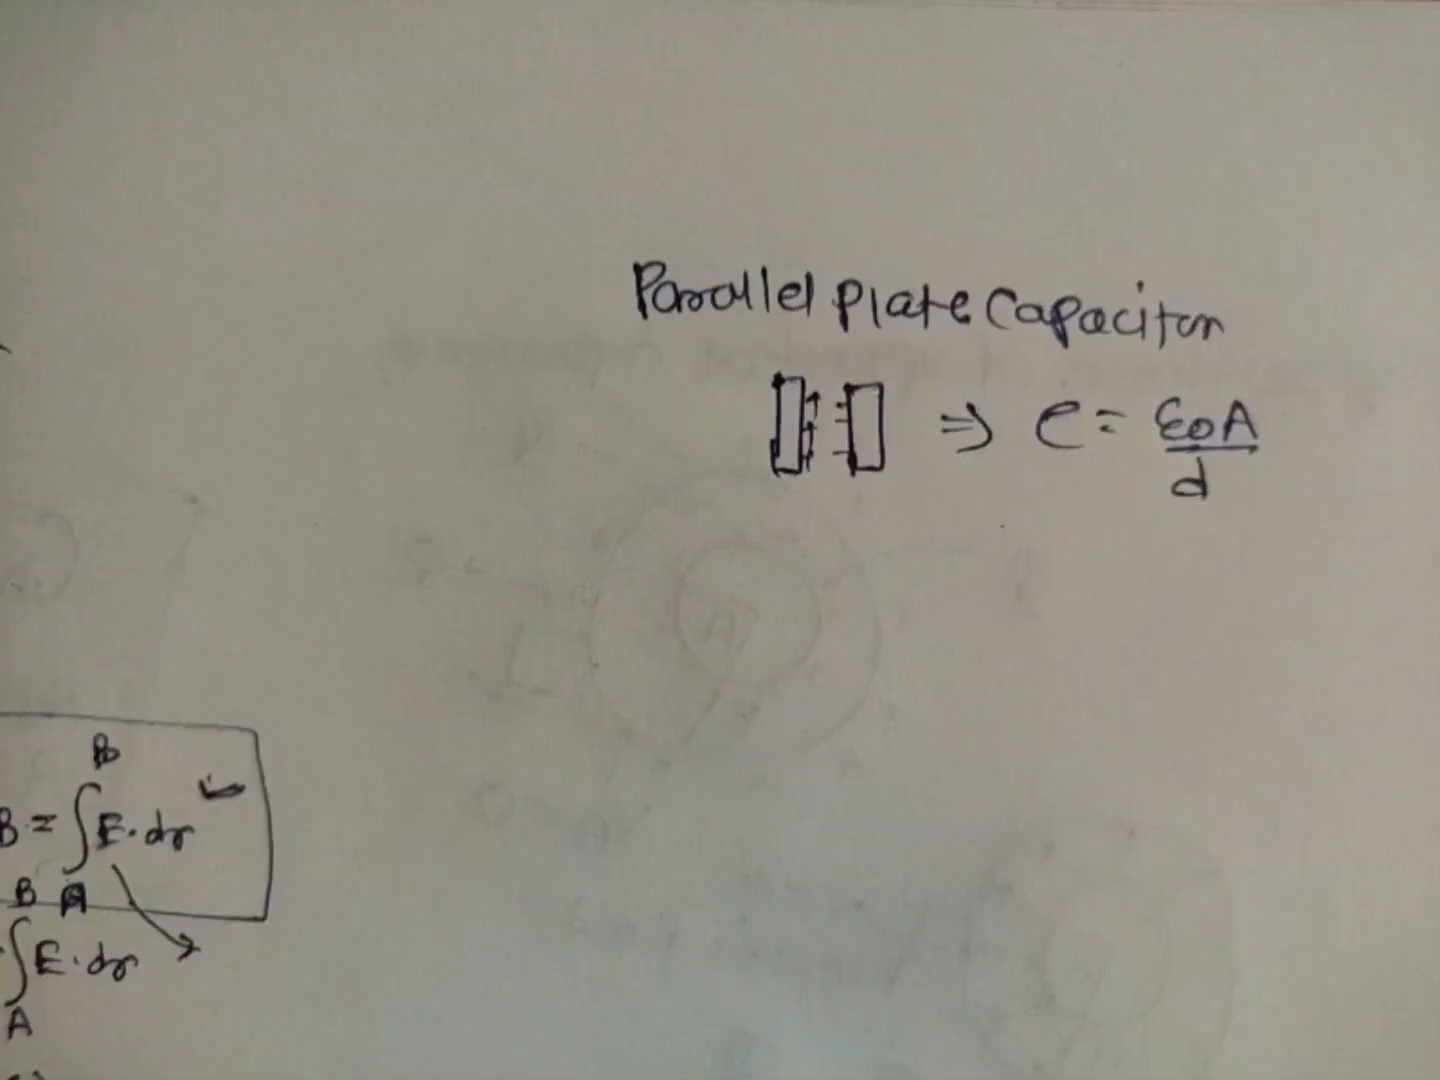 Parallel Plate Capacitor
⇒ C = ε₀A/d
B
B = ∫E·dr
B A
∫E·dr
A